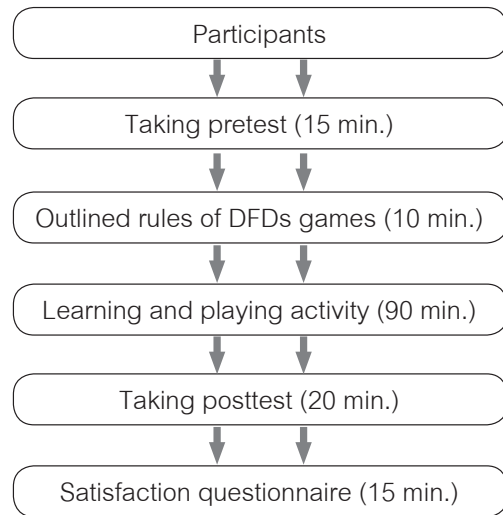 Participants
Taking pretest (15 min.)
Outlined rules of DFDs games (10 min.)
Learning and playing activity (90 min.)
Taking posttest (20 min.)
Satisfaction questionnaire (15 min.)